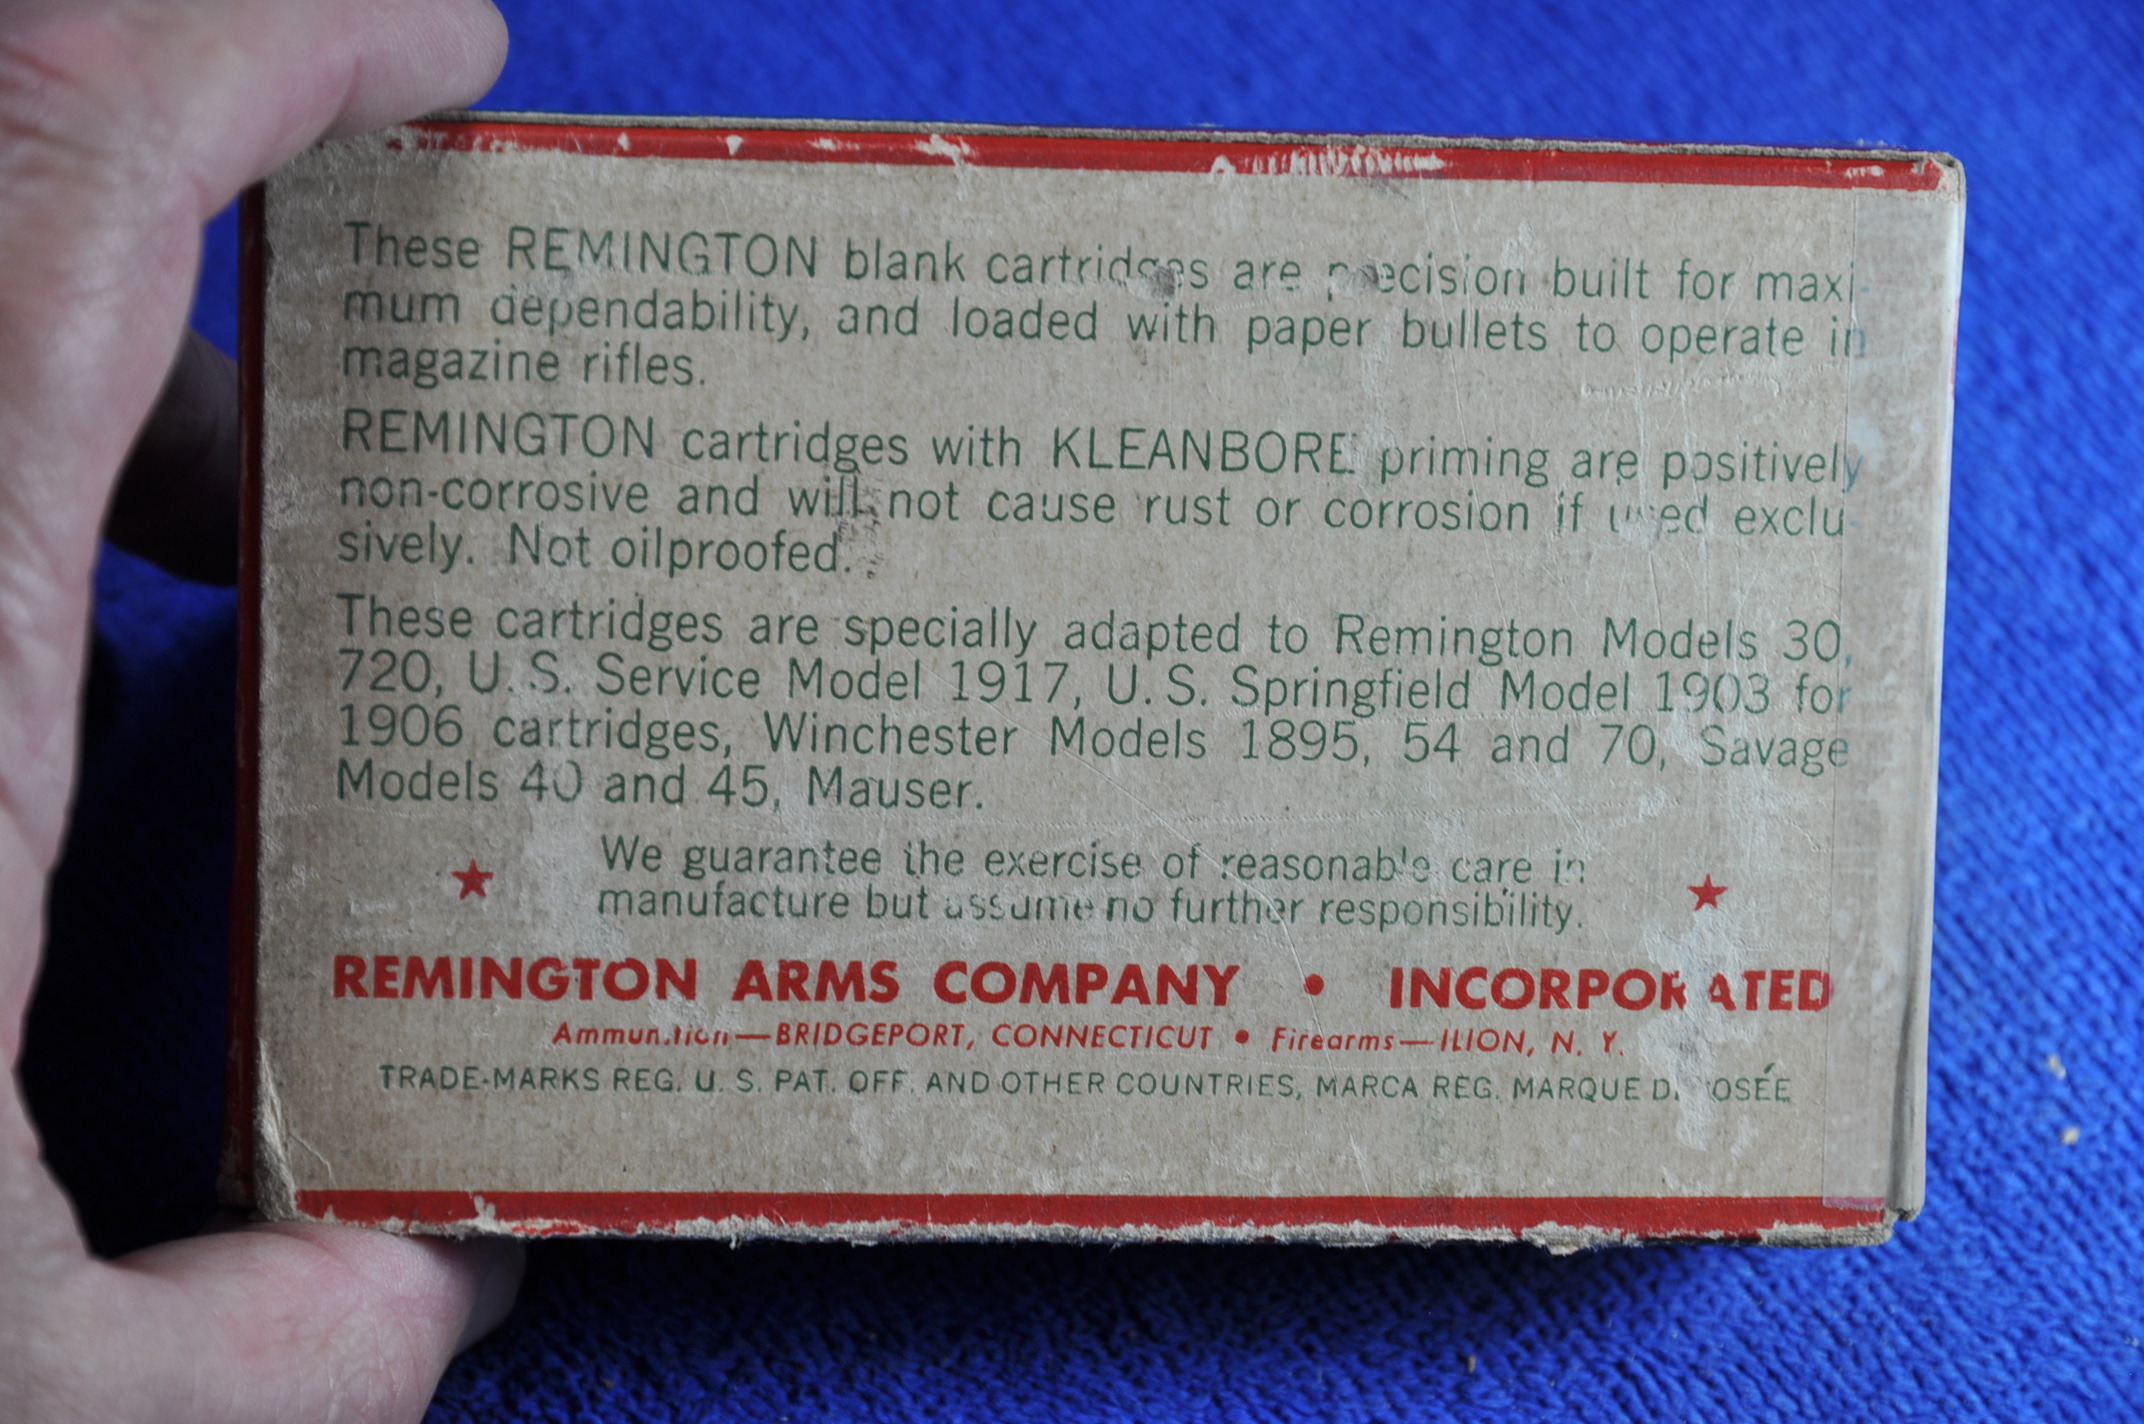 These REMINGTON blank cartridges are precision built for maxi-
mum dependability, and loaded with paper bullets to operate in
magazine rifles.
REMINGTON cartridges with KLEANBORE priming are positively
non-corrosive and will not cause rust or corrosion if used exclu-
sively. Not oilproofed.
These cartridges are specially adapted to Remington Models 30,
720, U. S. Service Model 1917, U. S. Springfield Model 1903 for
1906 cartridges, Winchester Models 1895, 54 and 70, Savage
Models 40 and 45, Mauser.
We guarantee the exercise of reasonable care in
manufacture but assume no further responsibility.
REMINGTON ARMS COMPANY • INCORPORATED
Ammunition—BRIDGEPORT, CONNECTICUT • Firearms—ILION, N. Y.
TRADE-MARKS REG. U. S. PAT. OFF. AND OTHER COUNTRIES, MARCA REG. MARQUE DEPOSÉE